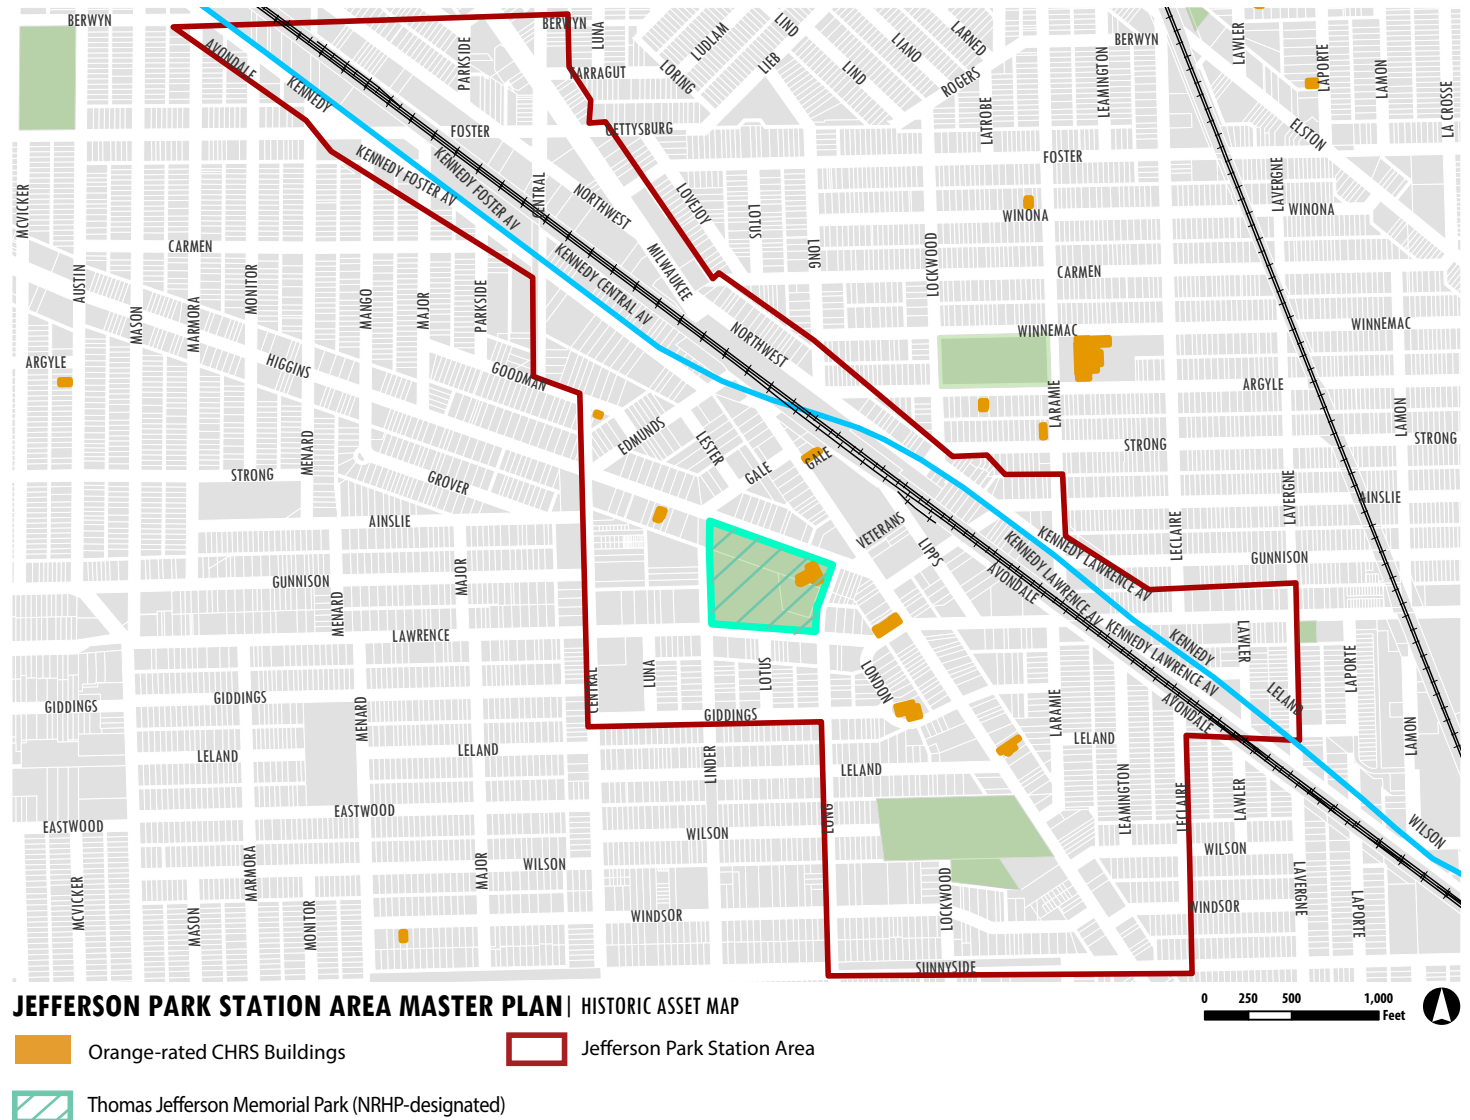 BERWYN
BERWYN
LUNA
LUDLAM
LIND
LIANO
LARNED
BERWYN
LAWLER
LAPORTE
LAMON
LA CROSSE
AVONDALE
KENNEDY
PARKSIDE
FARRAGUT
LORING
LIEB
LIND
ROGERS
LEAMINGTON
LATROBE
ELSTON
FOSTER
GETTYSBURG
FOSTER
KENNEDY FOSTER AV
KENNEDY FOSTER AV
CENTRAL
NORTHWEST
LOVEJOY
LOTUS
LONG
WINONA
LAVERGNE
WINONA
MCVICKER
CARMEN
MILWAUKEE
KENNEDY CENTRAL AV
LOCKWOOD
CARMEN
AUSTIN
MASON
MARMORA
MONITOR
MANGO
MAJOR
PARKSIDE
NORTHWEST
WINNEMAC
WINNEMAC
ARGYLE
HIGGINS
GOODMAN
ARGYLE
LARAMIE
LAMON
EDMUNDS
LESTER
GALE
GALE
STRONG
STRONG
STRONG
MENARD
GROVER
LAVERGNE
AINSLIE
AINSLIE
VETERANS
LIPPS
AVONDALE
KENNEDY LAWRENCE AV
KENNEDY LAWRENCE AV
LECLAIRE
GUNNISON
GUNNISON
MENARD
MAJOR
LAWRENCE
KENNEDY LAWRENCE AV
KENNEDY
LAWLER
LAPORTE
LELAND
AVONDALE
GIDDINGS
GIDDINGS
MENARD
CENTRAL
LUNA
LOTUS
LONDON
GIDDINGS
LARAMIE
LELAND
LAMON
LELAND
LELAND
LINDER
LELAND
EASTWOOD
EASTWOOD
WILSON
LONG
LEAMINGTON
LECLAIRE
LAWLER
WILSON
WILSON
MCVICKER
MARMORA
MAJOR
WILSON
MASON
MONITOR
WINDSOR
LOCKWOOD
WINDSOR
LAVERGNE
LAPORTE
SUNNYSIDE
JEFFERSON PARK STATION AREA MASTER PLAN | HISTORIC ASSET MAP
0 250 500 1,000
Feet
Orange-rated CHRS Buildings
Jefferson Park Station Area
Thomas Jefferson Memorial Park (NRHP-designated)